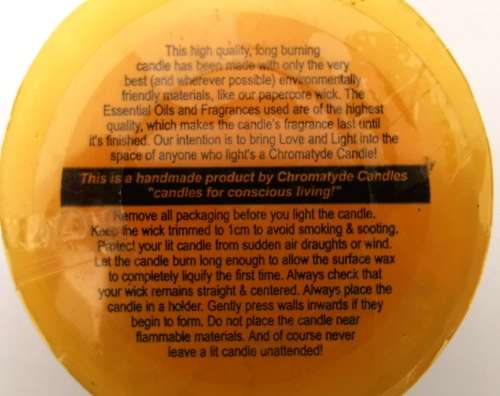 This high quality, long burning
candle has been made with only the very
best (and wherever possible) environmentally
friendly materials, like our papercore wick. The
Essential Oils and Fragrances used are of the highest
quality, which makes the candle's fragrance last until
it's finished. Our intention is to bring Love and Light into the
space of anyone who light's a Chromatyde Candle!
This is a handmade product by Chromatyde Candles
"candles for conscious living!"
Remove all packaging before you light the candle.
Keep the wick trimmed to 1cm to avoid smoking & sooting.
Protect your lit candle from sudden air draughts or wind.
Let the candle burn long enough to allow the surface wax
to completely liquify the first time. Always check that
your wick remains straight & centered. Always place the
candle in a holder. Gently press walls inwards if they
begin to form. Do not place the candle near
flammable materials. And of course never
leave a lit candle unattended!